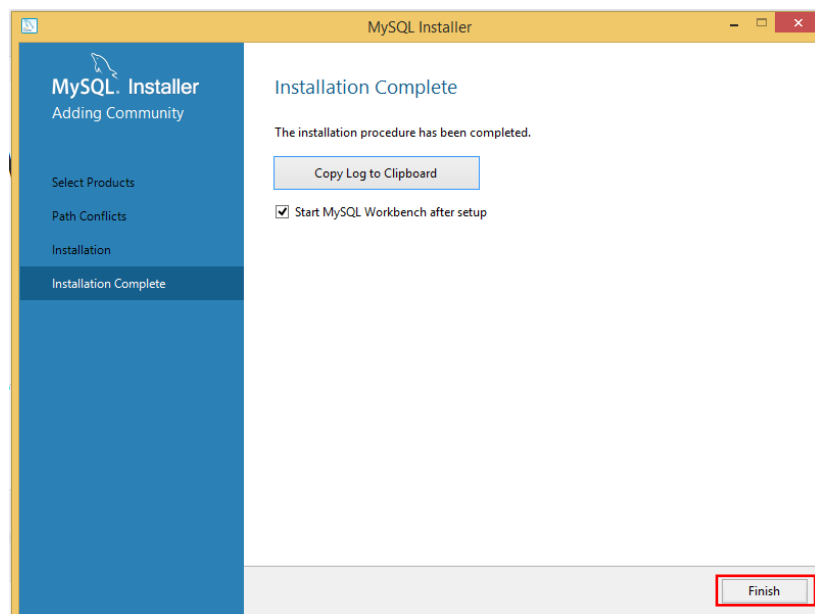 MySQL Installer
MySQL. Installer
Adding Community
Select Products
Path Conflicts
Installation
Installation Complete
Installation Complete
The installation procedure has been completed.
Copy Log to Clipboard
Start MySQL Workbench after setup
Finish